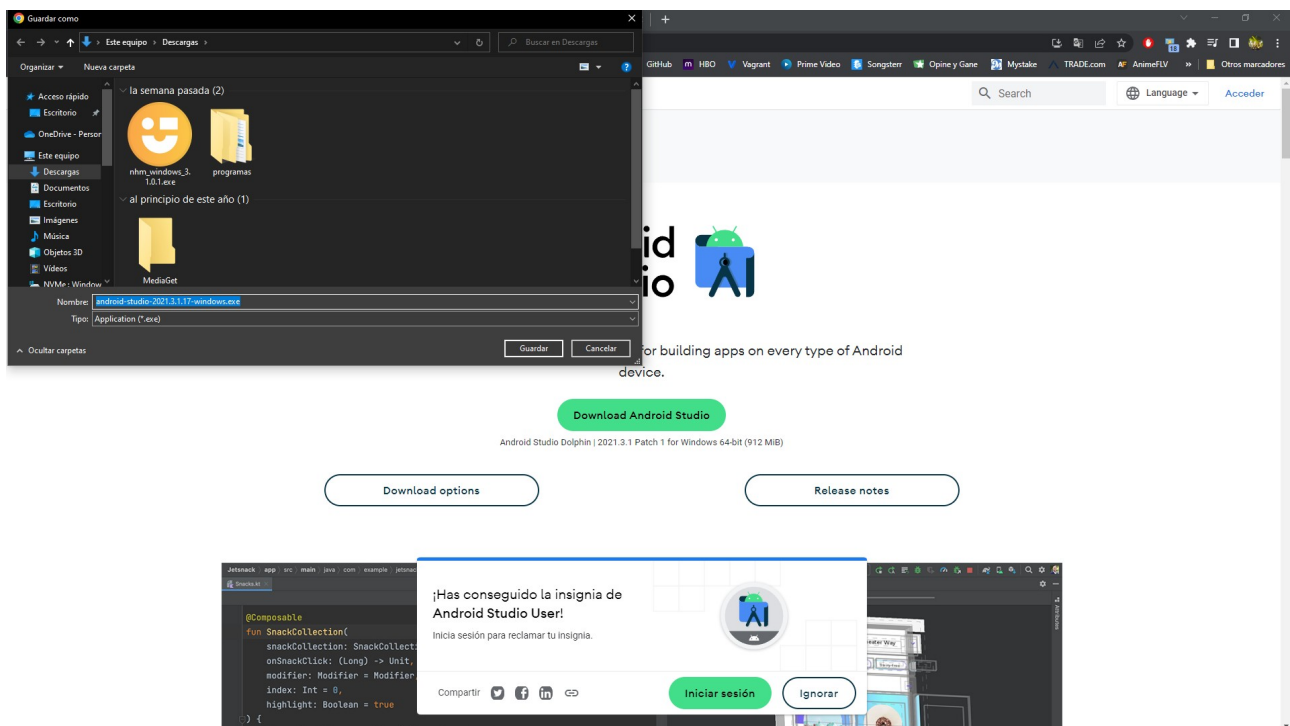 Guardar como
Este equipo › Descargas ›
Buscar en Descargas
Organizar
Nueva carpeta
Acceso rápido
Escritorio
OneDrive - Person
Este equipo
Descargas
Documentos
Escritorio
Imágenes
Música
Objetos 3D
Vídeos
NVMe : Window
la semana pasada (2)
nhm_windows_3.
1.0.1.exe
programas
al principio de este año (1)
MediaGet
Nombre: android-studio-2021.3.1.17-windows.exe
Tipo: Application (*.exe)
Ocultar carpetas
Guardar
Cancelar
GitHub
m HBO
Vagrant
Prime Video
Songsterr
Opine y Gane
Mystake
TRADE.com
AF AnimeFLV
»
Otros marcadores
13
Search
Language
Acceder
id
io
for building apps on every type of Android
device.
Download Android Studio
Android Studio Dolphin | 2021.3.1 Patch 1 for Windows 64-bit (912 MiB)
Download options
Release notes
Jetsnack app src main java com example jetsnac
Snacks.kt
@Composable
fun SnackCollection(
snackCollection: SnackCollecti
onSnackClick: (Long) -> Unit,
modifier: Modifier = Modifier,
index: Int = 0,
highlight: Boolean = true
) {
¡Has conseguido la insignia de
Android Studio User!
Inicia sesión para reclamar tu insignia.
Compartir
Iniciar sesión
Ignorar
Attributes